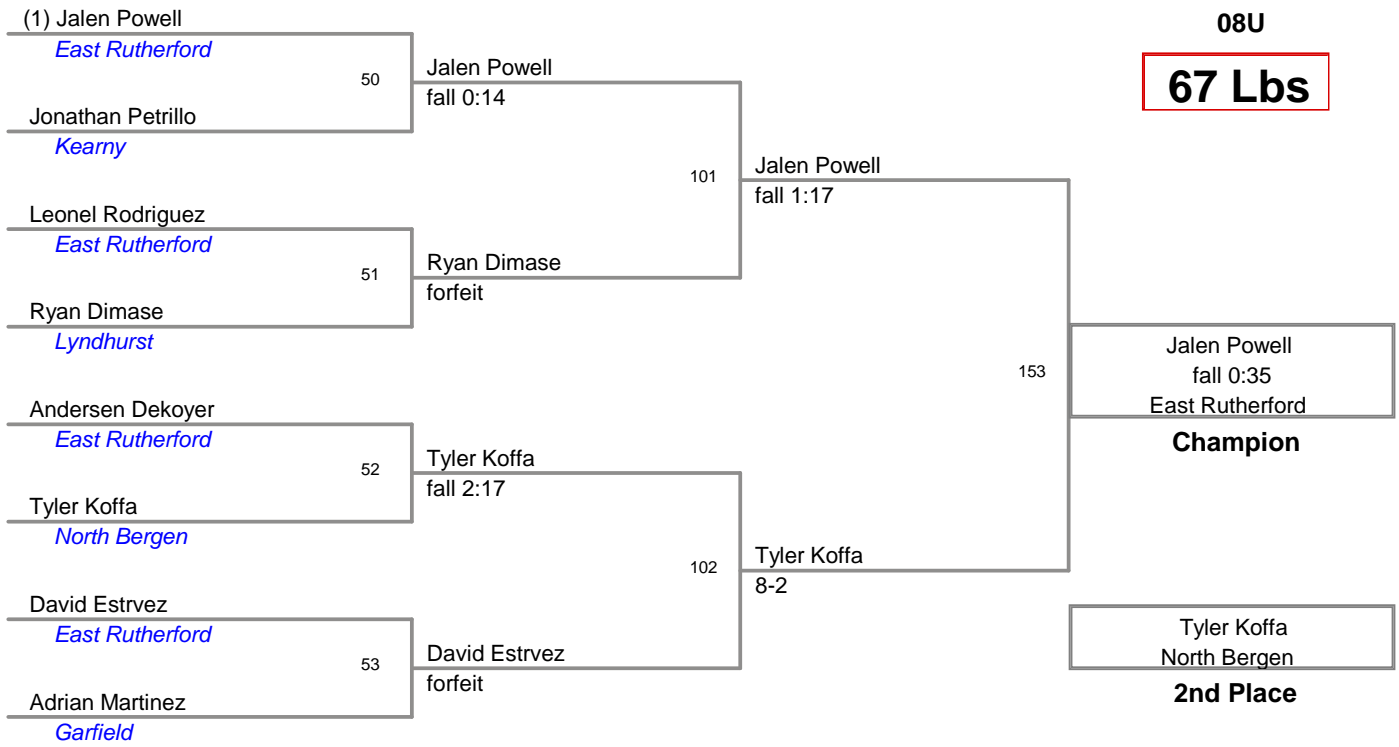 (1) Jalen Powell
East Rutherford
50
Jonathan Petrillo
Kearny
Jalen Powell
fall 0:14
Leonel Rodriguez
East Rutherford
51
Ryan Dimase
Lyndhurst
Ryan Dimase
forfeit
101
Jalen Powell
fall 1:17
Andersen Dekoyer
East Rutherford
52
Tyler Koffa
North Bergen
Tyler Koffa
fall 2:17
David Estrvez
East Rutherford
53
Adrian Martinez
Garfield
David Estrvez
forfeit
102
Tyler Koffa
8-2
153
08U
67 Lbs
Jalen Powell
fall 0:35
East Rutherford
Champion
Tyler Koffa
North Bergen
2nd Place